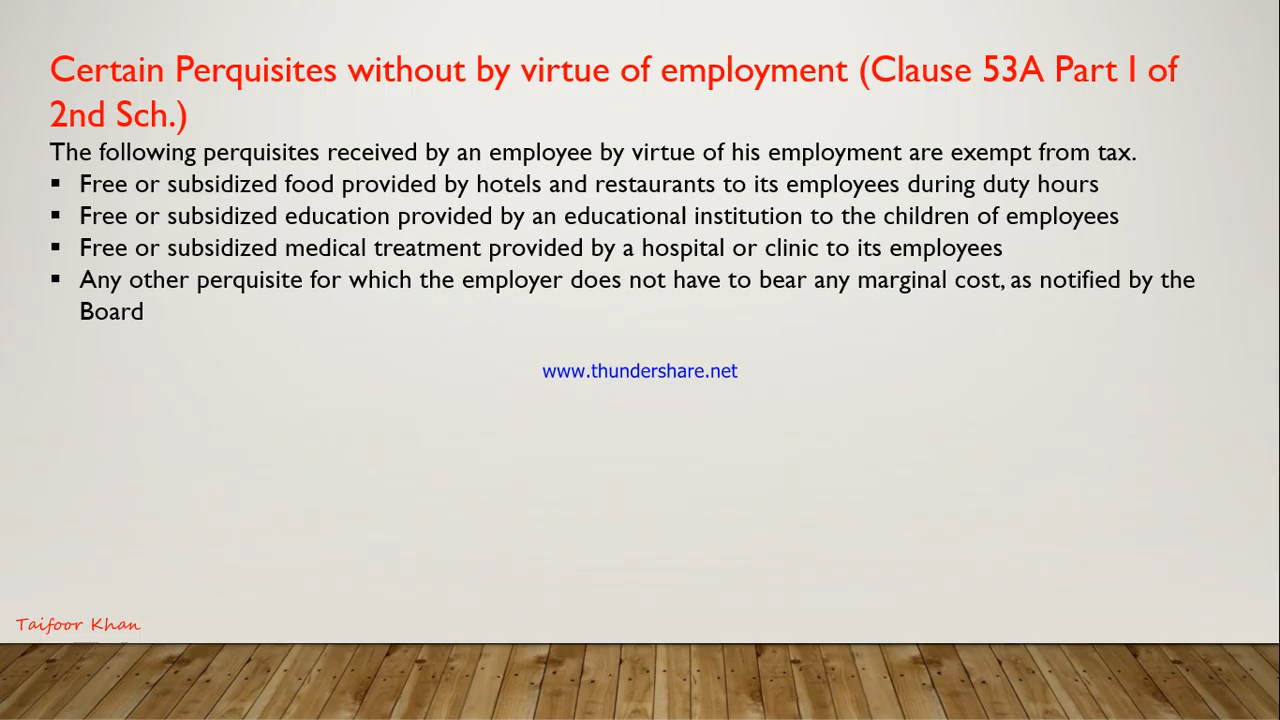 Certain Perquisites without by virtue of employment (Clause 53A Part I of
2nd Sch.)
The following perquisites received by an employee by virtue of his employment are exempt from tax.
▪ Free or subsidized food provided by hotels and restaurants to its employees during duty hours
▪ Free or subsidized education provided by an educational institution to the children of employees
▪ Free or subsidized medical treatment provided by a hospital or clinic to its employees
▪ Any other perquisite for which the employer does not have to bear any marginal cost, as notified by the
Board
www.thundershare.net
Taifoor Khan